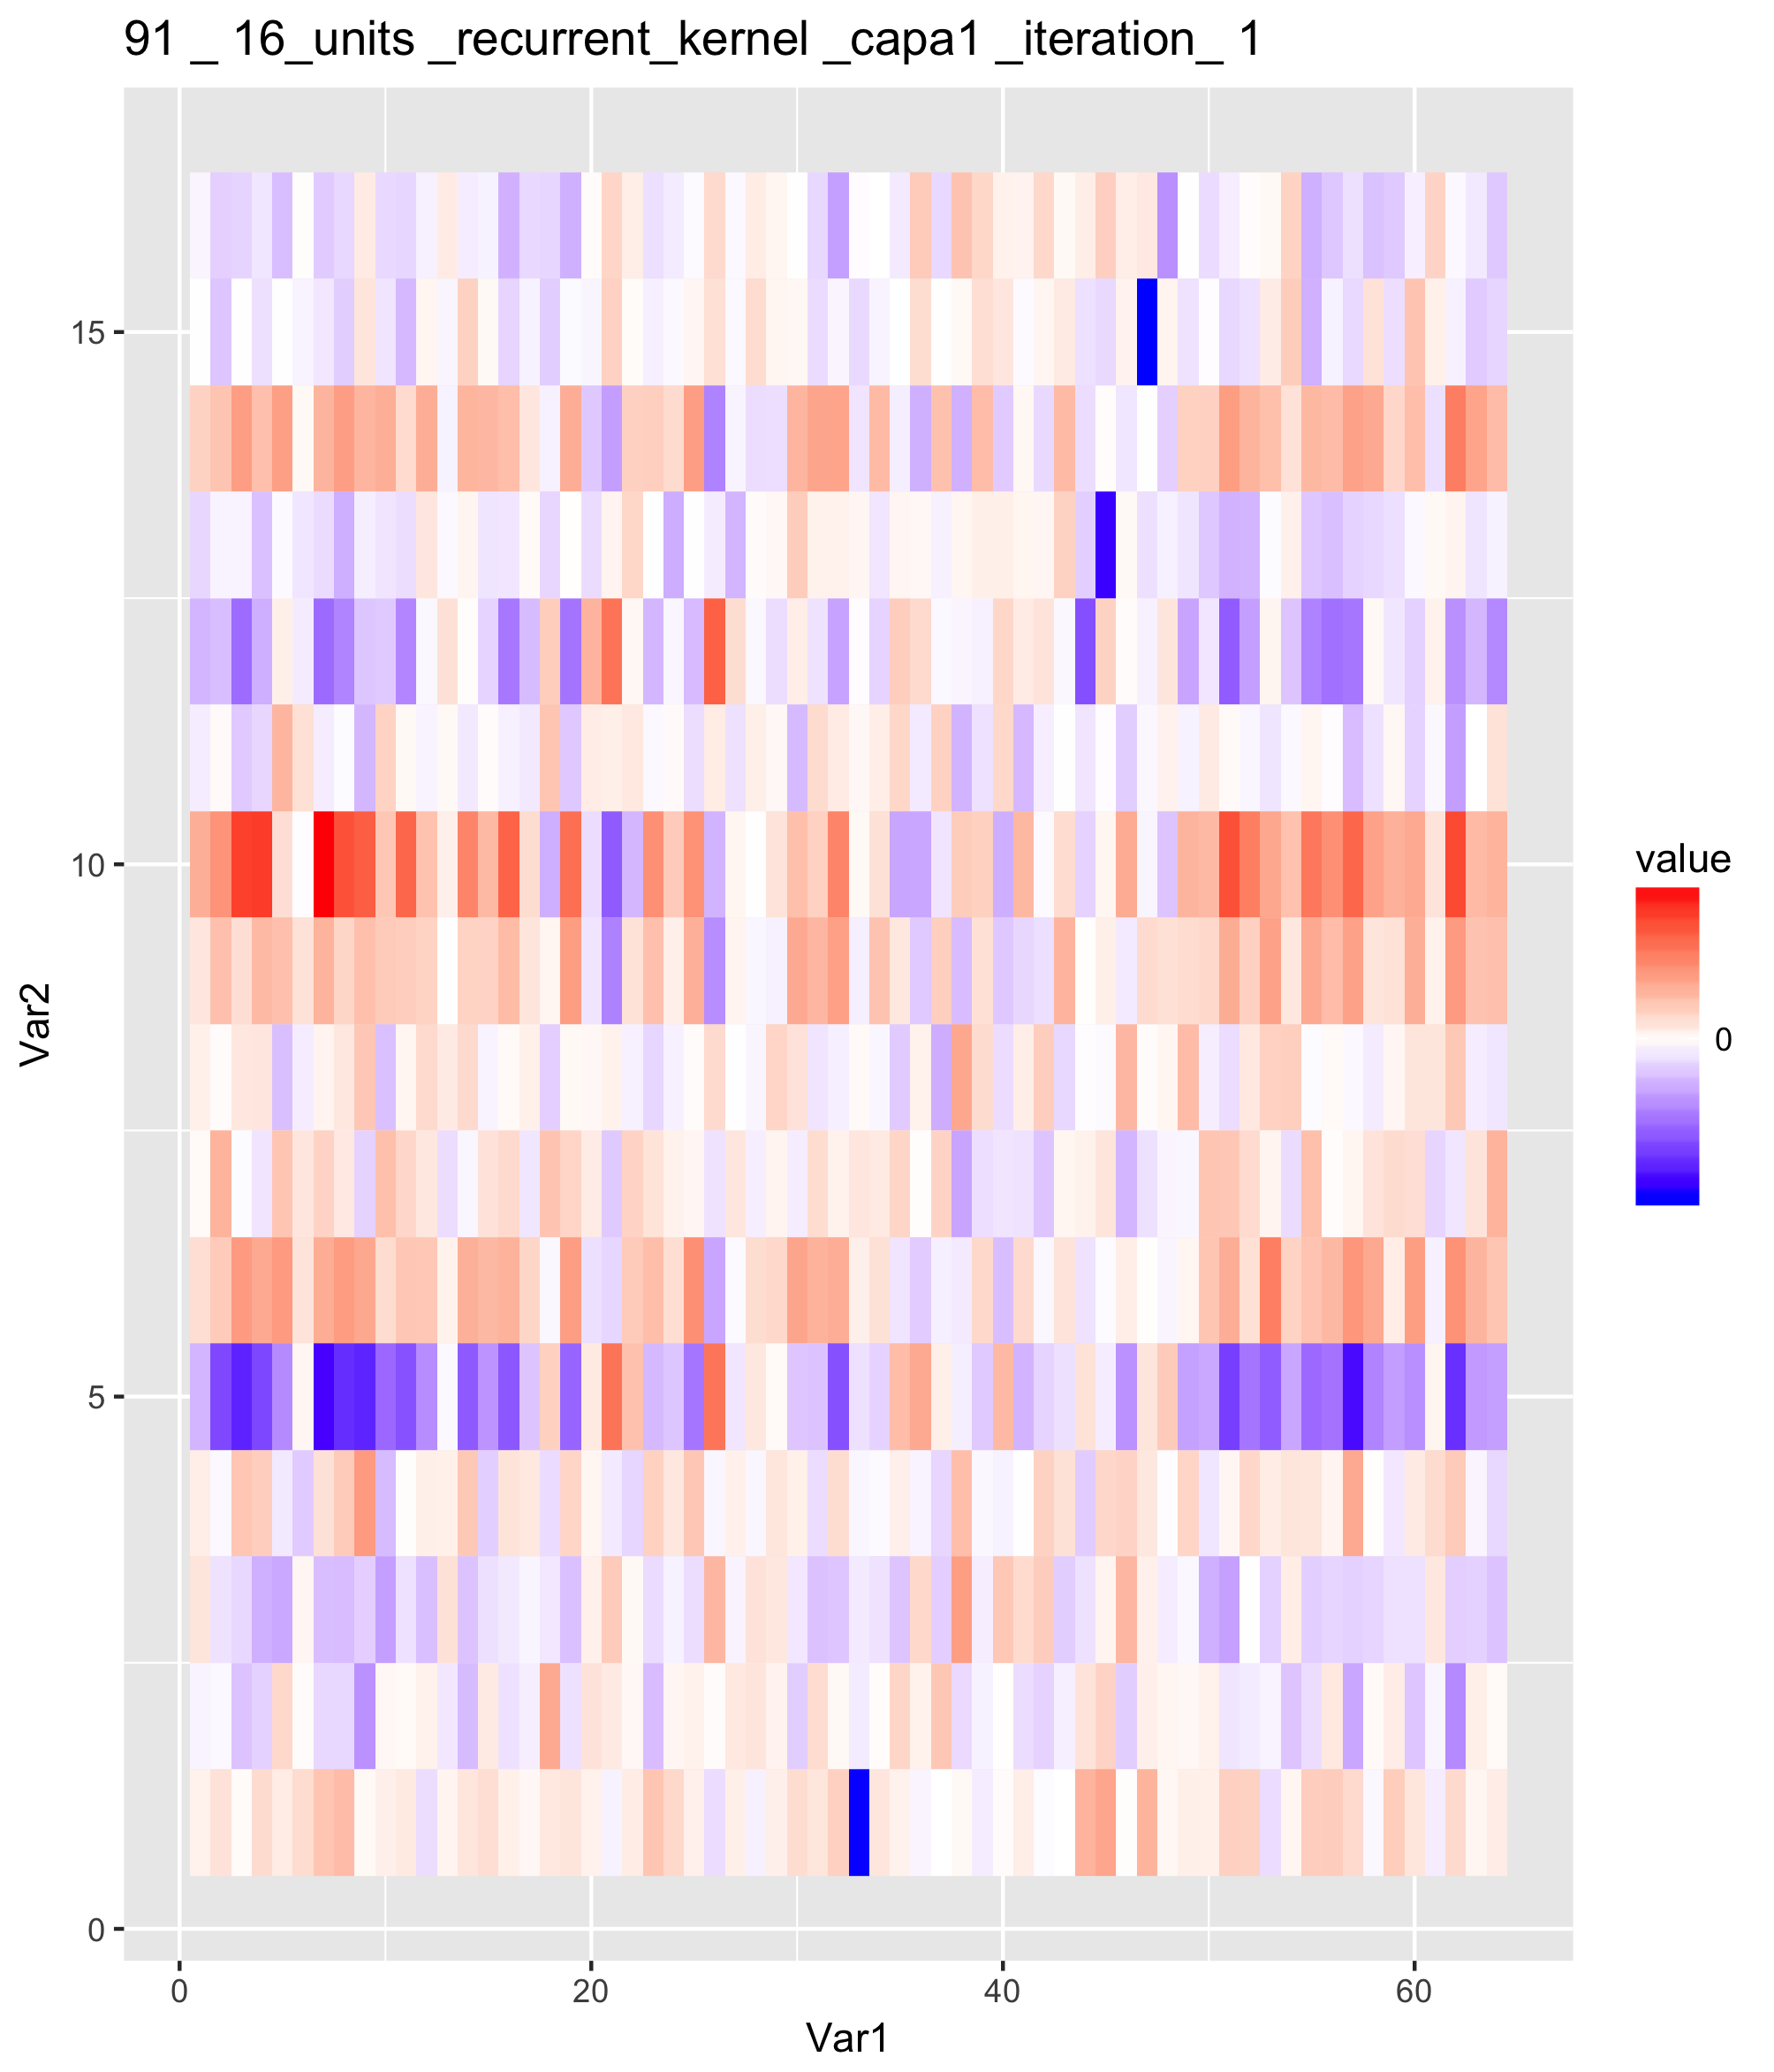 91 _ 16_units _recurrent_kernel _capa1 _iteration_ 1
15
10
5
0
0 20 40 60
Var1
Var2
value
0